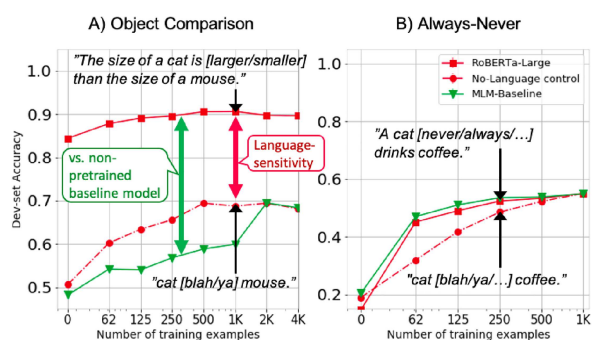 A) Object Comparison
B) Always-Never
"The size of a cat is [larger/smaller]
than the size of a mouse."
RoBERTa-Large
No-Language control
MLM-Baseline
"A cat [never/always/…]
drinks coffee."
vs. non-
pretrained
baseline model
Language-
sensitivity
"cat [blah/ya] mouse."
"cat [blah/ya/…] coffee."
Dev-set Accuracy
1.0
0.9
0.8
0.7
0.6
0.5
0 62 125 250 500 1K 2K 4K
Number of training examples
0.8
0.6
0.4
0.2
0 62 125 250 500 1K
Number of training examples